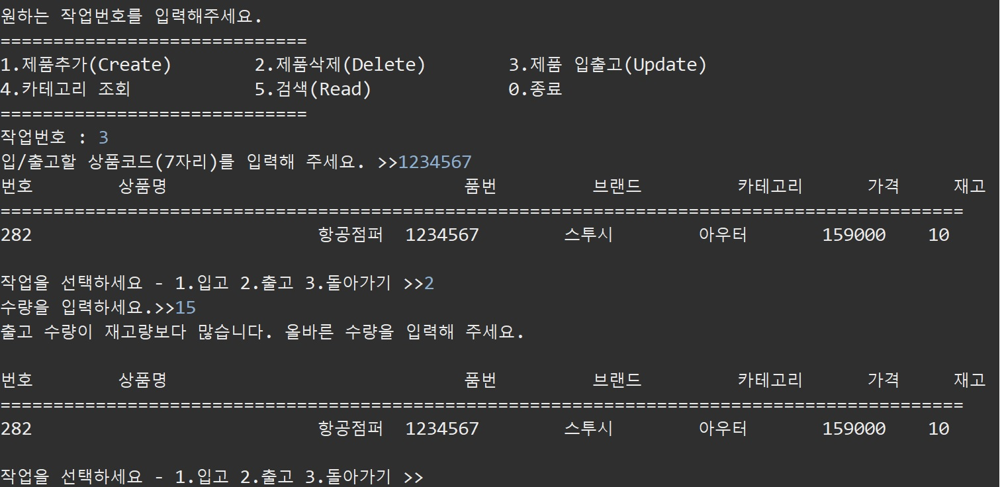 원하는 작업번호를 입력해주세요.
=============================
1.제품추가(Create) 2.제품삭제(Delete) 3.제품 입출고(Update)
4.카테고리 조회 5.검색(Read) 0.종료
=============================
작업번호 : 3
입/출고할 상품코드(7자리)를 입력해 주세요. >>1234567
번호 상품명 품번 브랜드 카테고리 가격 재고
===========================================================================================
282 항공점퍼 1234567 스투시 아우터 159000 10
작업을 선택하세요 - 1.입고 2.출고 3.돌아가기 >>2
수량을 입력하세요.>>15
출고 수량이 재고량보다 많습니다. 올바른 수량을 입력해 주세요.
번호 상품명 품번 브랜드 카테고리 가격 재고
===========================================================================================
282 항공점퍼 1234567 스투시 아우터 159000 10
작업을 선택하세요 - 1.입고 2.출고 3.돌아가기 >>